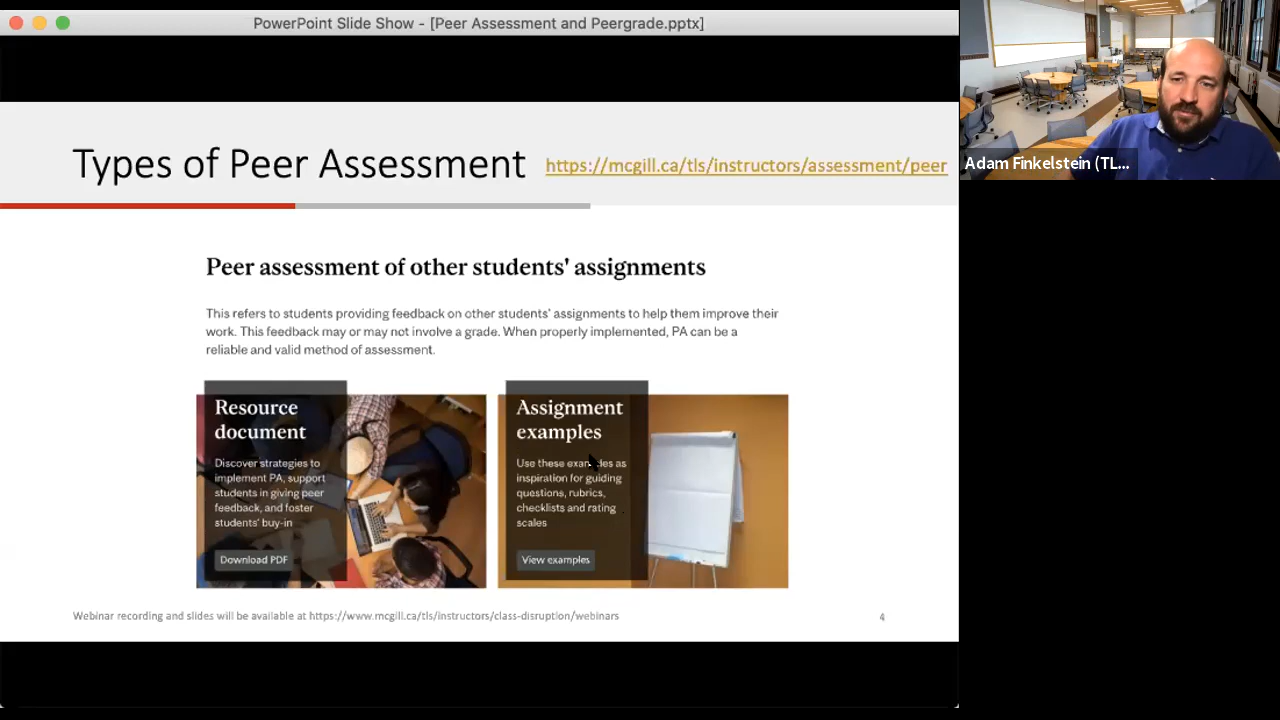 PowerPoint Slide Show - [Peer Assessment and Peergrade.pptx]
Types of Peer Assessment
https://mcgill.ca/tls/instructors/assessment/peer
Peer assessment of other students' assignments
This refers to students providing feedback on other students' assignments to help them improve their
work. This feedback may or may not involve a grade. When properly implemented, PA can be a
reliable and valid method of assessment.
Resource
document
Discover strategies to
implement PA, support
students in giving peer
feedback, and foster
students' buy-in
Download PDF
Assignment
examples
Use these examples as
inspiration for guiding
questions, rubrics,
checklists and rating
scales
View examples
Webinar recording and slides will be available at https://www.mcgill.ca/tls/instructors/class-disruption/webinars
4
Adam Finkelstein (TL...